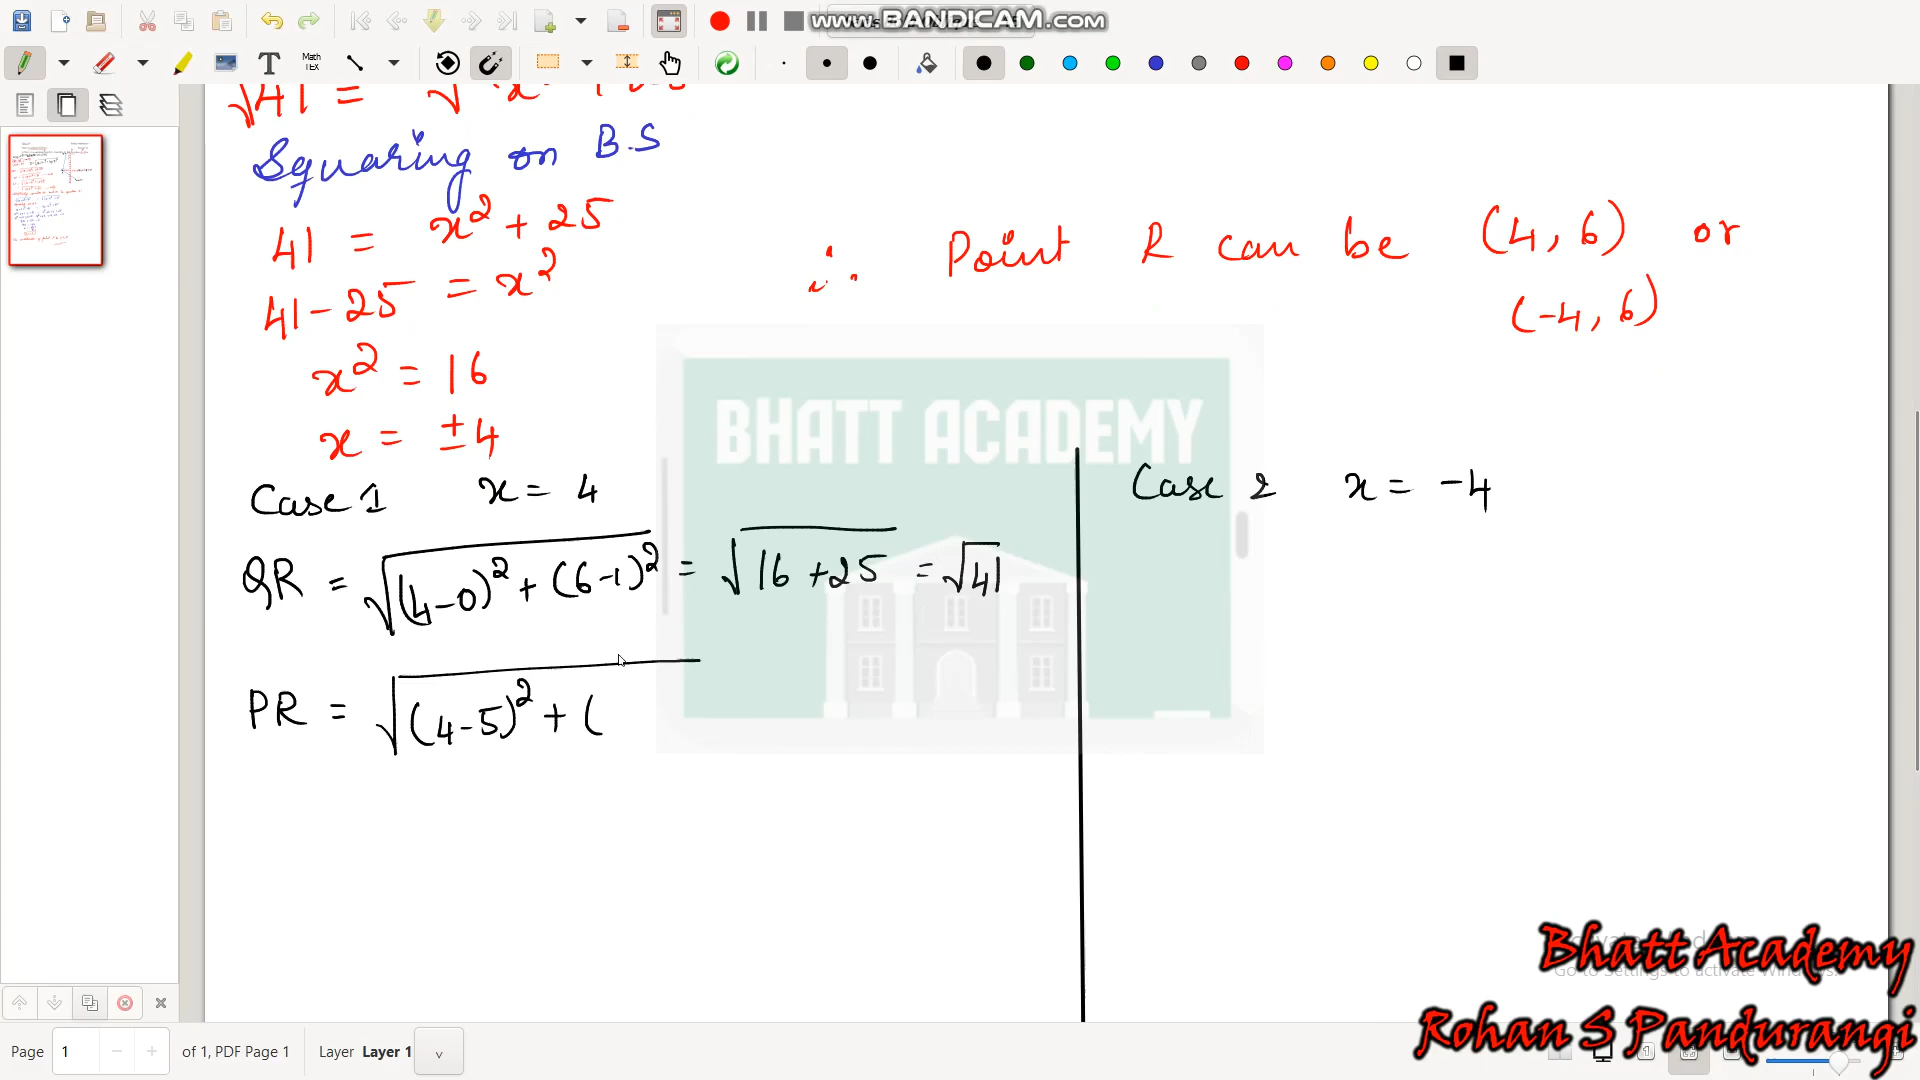 www.BANDICAM.com
Math
TEX
Squaring on B.S
41 = x² + 25
41 - 25 = x²
x² = 16
x = ±4
∴ Point R can be (4, 6) or
(-4, 6)
BHATT ACADEMY
Case 1 x = 4
QR = √(4-0)² + (6-1)² = √16 + 25 = √41
PR = √(4-5)² + (
Case 2 x = -4
Bhatt Academy
Rohan S Pandurangi
Page 1 of 1, PDF Page 1 Layer Layer 1